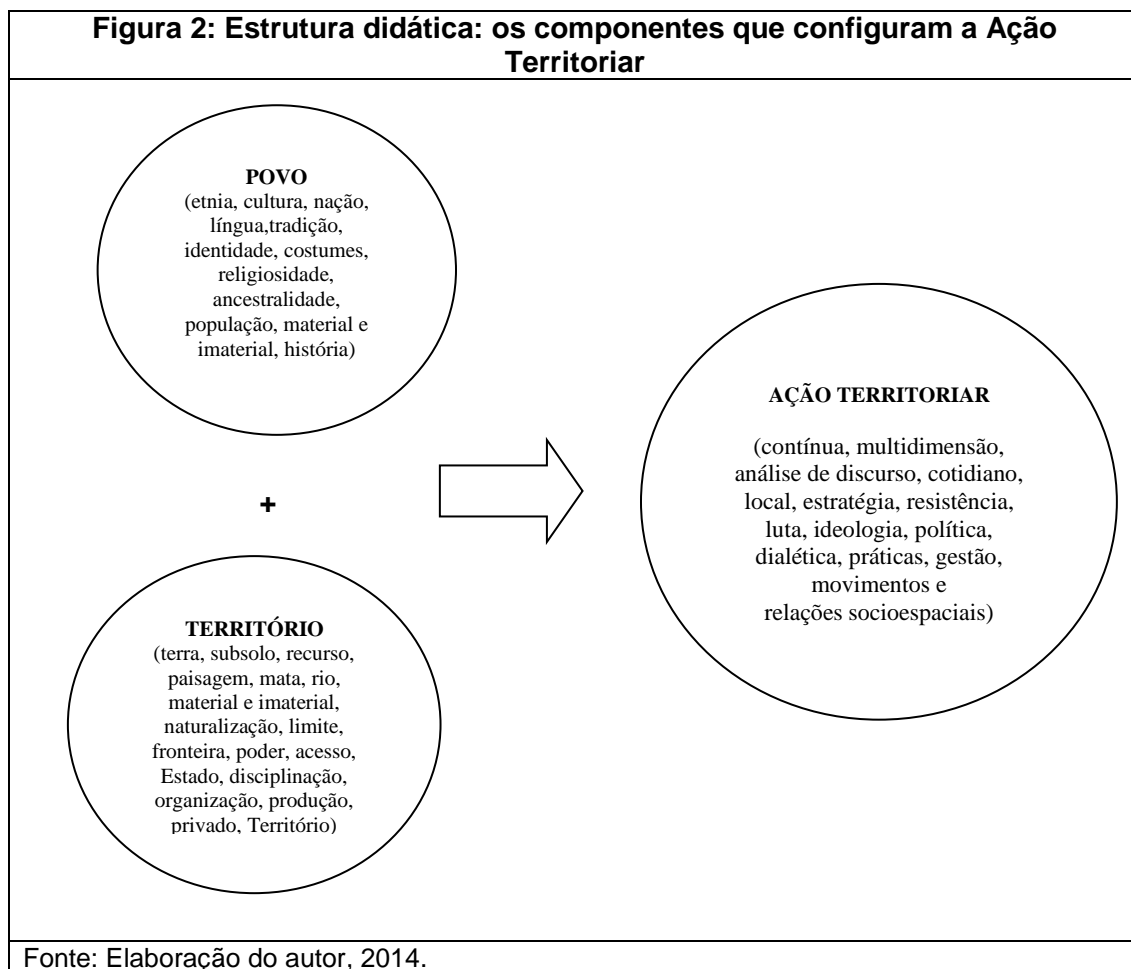 Figura 2: Estrutura didática: os componentes que configuram a Ação
Territoriar
POVO
(etnia, cultura, nação,
língua,tradição,
identidade, costumes,
religiosidade,
ancestralidade,
população, material e
imaterial, história)
+
TERRITÓRIO
(terra, subsolo, recurso,
paisagem, mata, rio,
material e imaterial,
naturalização, limite,
fronteira, poder, acesso,
Estado, disciplinação,
organização, produção,
privado, Território)
AÇÃO TERRITORIAR
(contínua, multidimensão,
análise de discurso, cotidiano,
local, estratégia, resistência,
luta, ideologia, política,
dialética, práticas, gestão,
movimentos e
relações socioespaciais)
Fonte: Elaboração do autor, 2014.